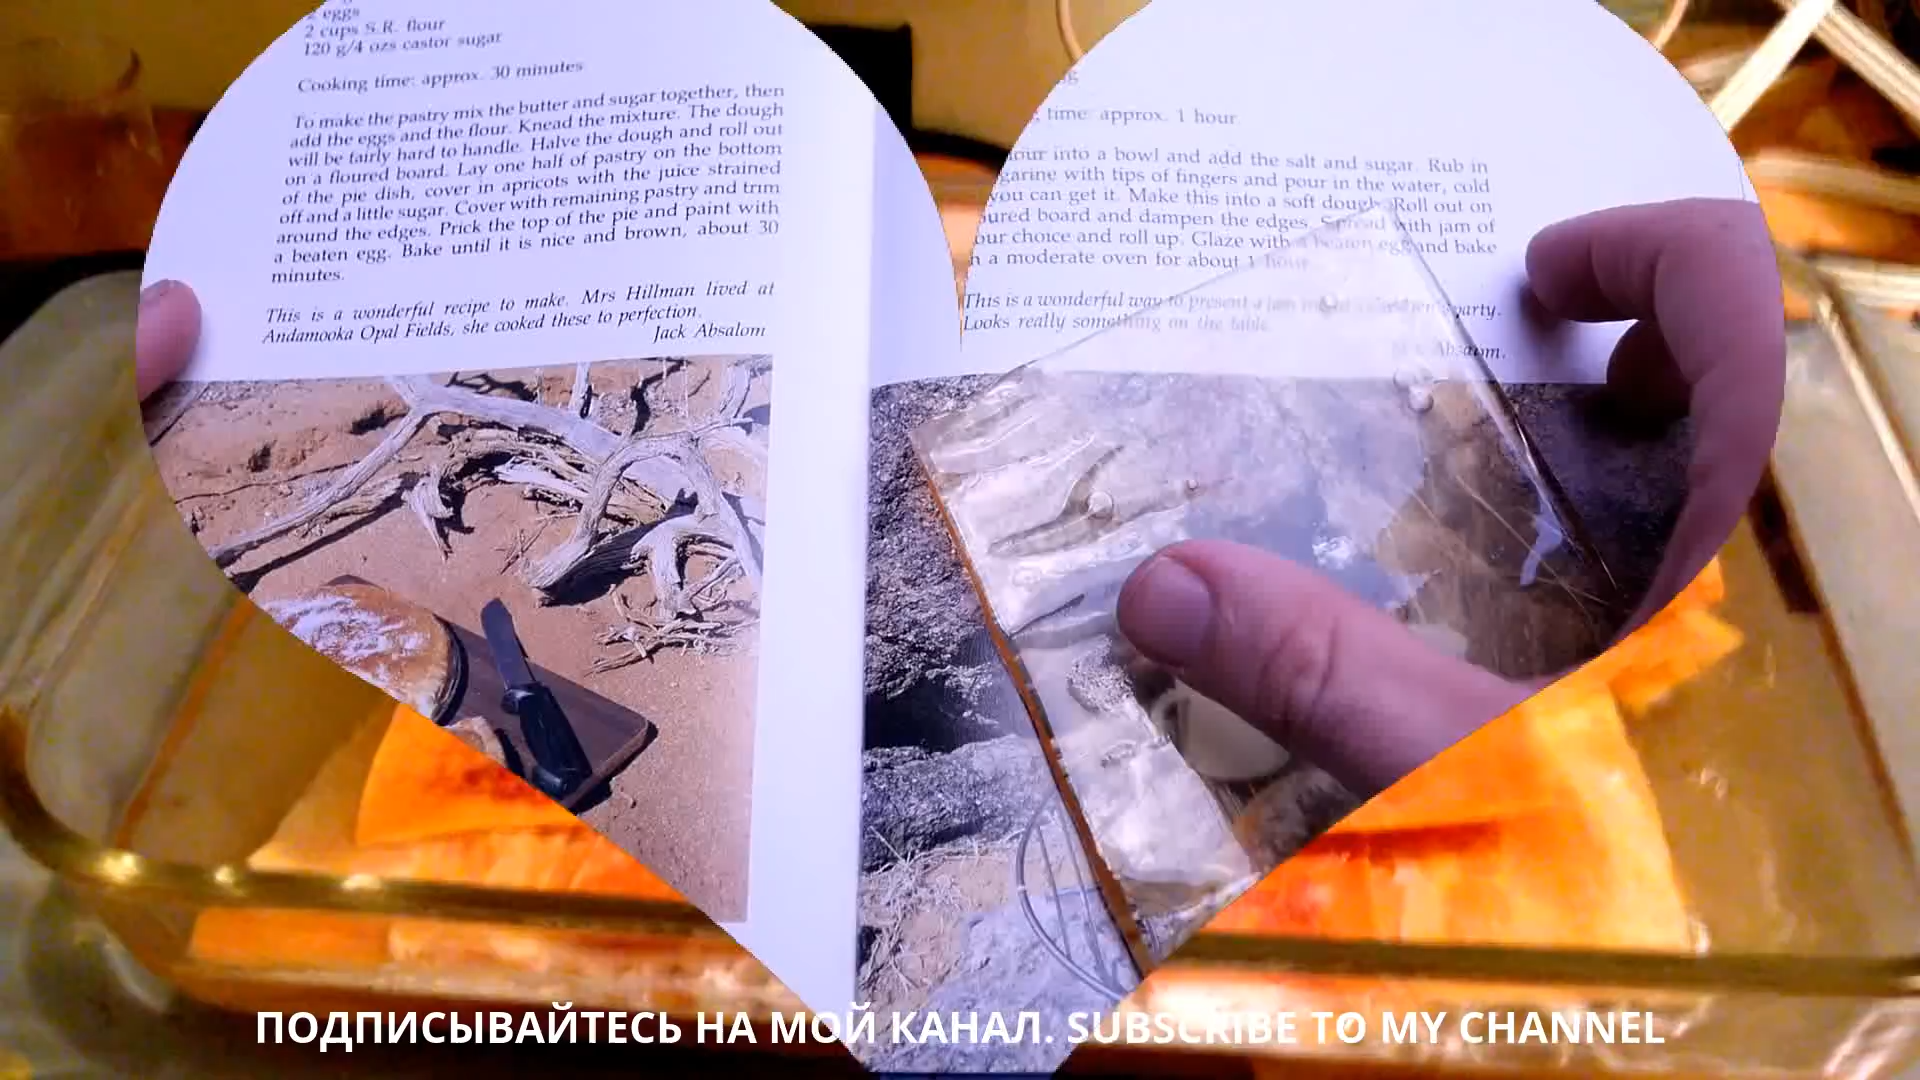 2 eggs
2 cups S.R. flour
120 g/4 ozs castor sugar
Cooking time: approx. 30 minutes
To make the pastry mix the butter and sugar together, then
add the eggs and the flour. Knead the mixture. The dough
will be fairly hard to handle. Halve the dough and roll out
on a floured board. Lay one half of pastry on the bottom
of the pie dish, cover in apricots with the juice strained
off and a little sugar. Cover with remaining pastry and trim
around the edges. Prick the top of the pie and paint with
a beaten egg. Bake until it is nice and brown, about 30
minutes.
This is a wonderful recipe to make. Mrs Hillman lived at
Andamooka Opal Fields, she cooked these to perfection.
Jack Absalom
time: approx. 1 hour
our into a bowl and add the salt and sugar. Rub in
garine with tips of fingers and pour in the water, cold
you can get it. Make this into a soft dough. Roll out on
ured board and dampen the edges. Spread with jam of
our choice and roll up. Glaze with a beaten egg and bake
n a moderate oven for about 1 hour.
This is a wonderful way to present a jam party.
Looks really something on the table.
Absalom.
ПОДПИСЫВАЙТЕСЬ НА МОЙ КАНАЛ. SUBSCRIBE TO MY CHANNEL